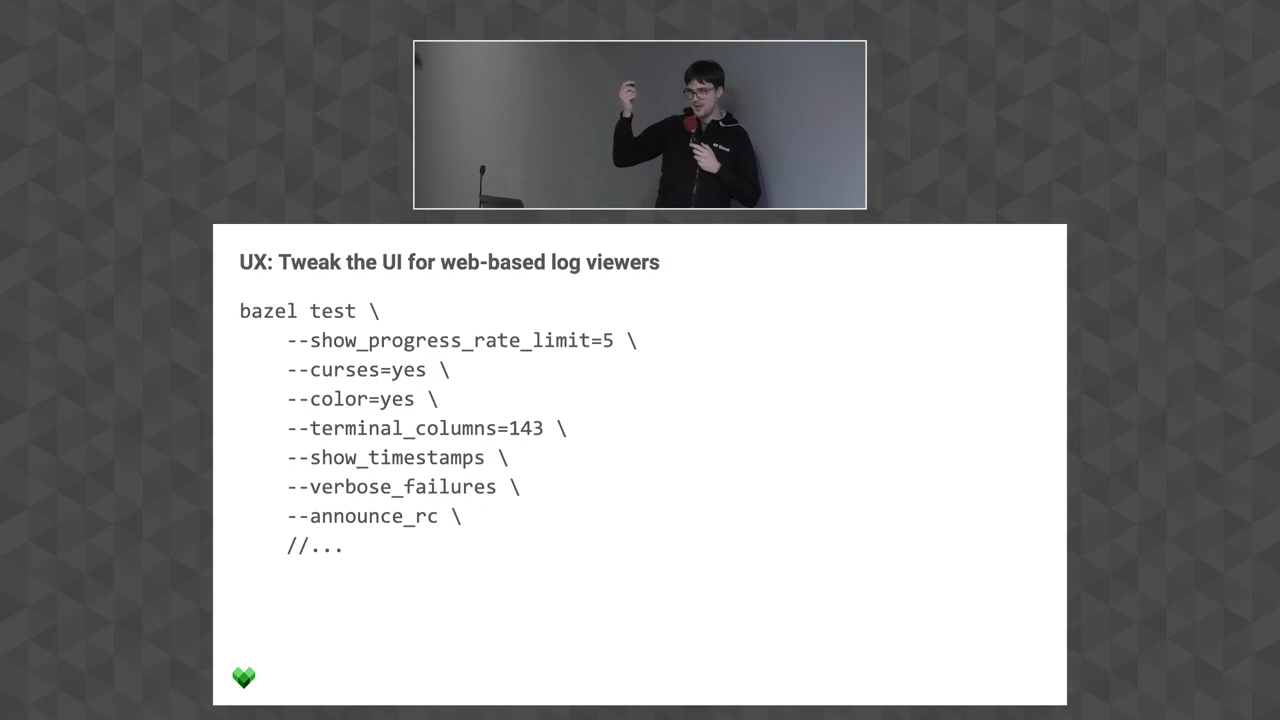 UX: Tweak the UI for web-based log viewers
bazel test \
--show_progress_rate_limit=5 \
--curses=yes \
--color=yes \
--terminal_columns=143 \
--show_timestamps \
--verbose_failures \
--announce_rc \
//...